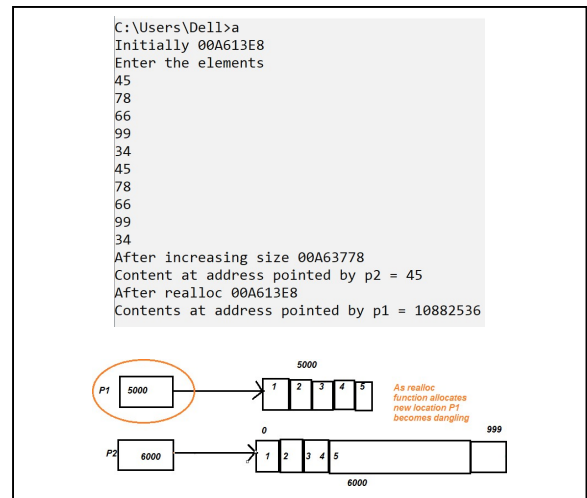 C:\Users\Dell>a
Initially 00A613E8
Enter the elements
45
78
66
99
34
45
78
66
99
34
After increasing size 00A63778
Content at address pointed by p2 = 45
After realloc 00A613E8
Contents at address pointed by p1 = 10882536
5000
P1 5000 1 2 3 4 5
As realloc
function allocates
new location P1
becomes dangling
0 999
P2 6000 1 2 3 4 5
6000